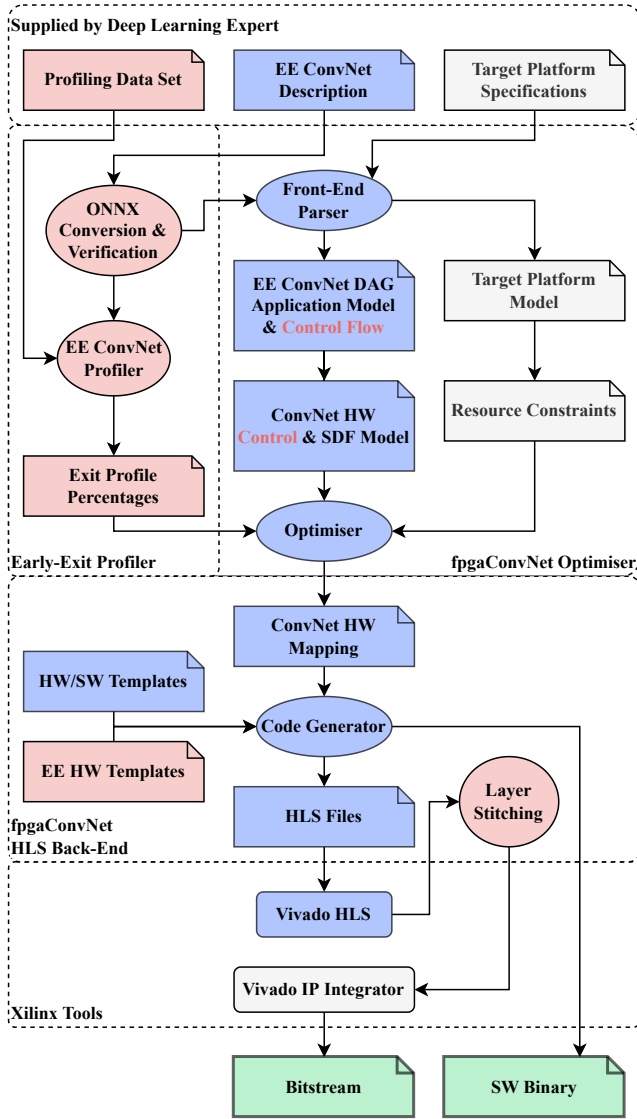 Supplied by Deep Learning Expert
Profiling Data Set
EE ConvNet
Description
Target Platform
Specifications
ONNX
Conversion &
Verification
Front-End
Parser
EE ConvNet DAG
Application Model
& Control Flow
Target Platform
Model
EE ConvNet
Profiler
ConvNet HW
Control & SDF Model
Resource Constraints
Exit Profile
Percentages
Optimiser
Early-Exit Profiler
fpgaConvNet Optimiser
ConvNet HW
Mapping
HW/SW Templates
Code Generator
EE HW Templates
HLS Files
Layer
Stitching
fpgaConvNet
HLS Back-End
Vivado HLS
Vivado IP Integrator
Xilinx Tools
Bitstream
SW Binary